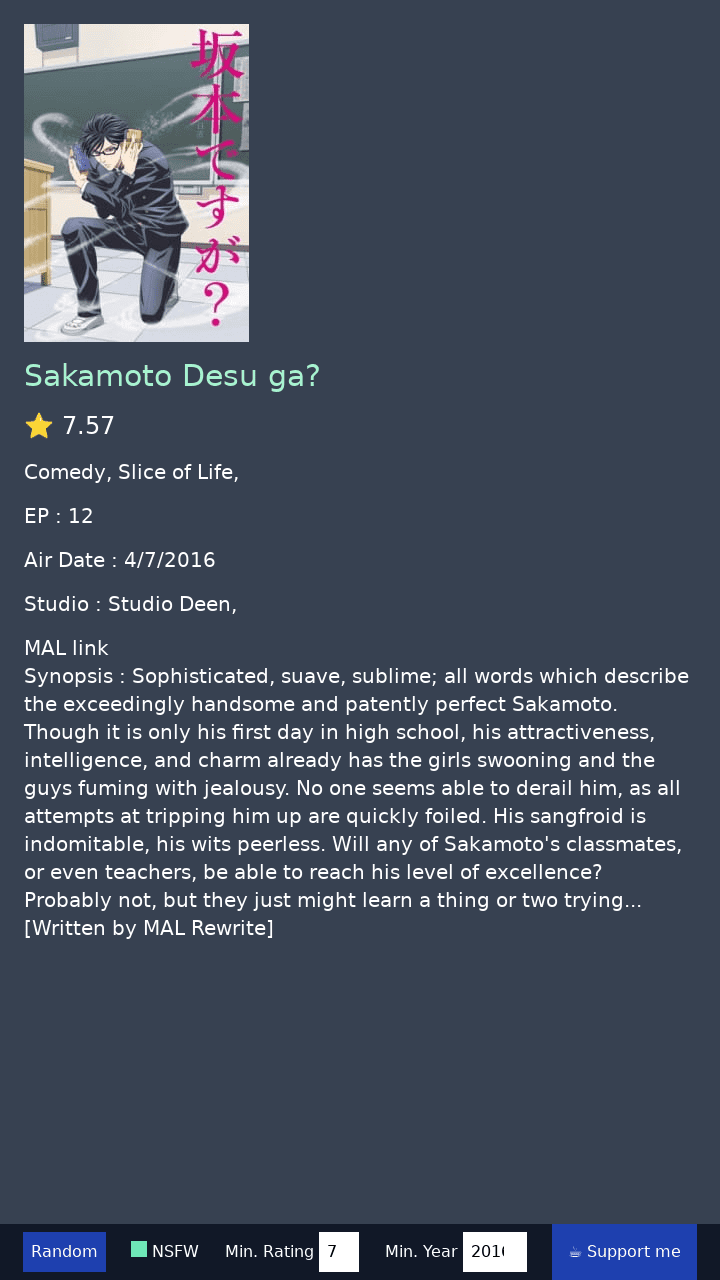 坂本ですが?
Sakamoto Desu ga?
⭐ 7.57
Comedy, Slice of Life,
EP : 12
Air Date : 4/7/2016
Studio : Studio Deen,
MAL link
Synopsis : Sophisticated, suave, sublime; all words which describe
the exceedingly handsome and patently perfect Sakamoto.
Though it is only his first day in high school, his attractiveness,
intelligence, and charm already has the girls swooning and the
guys fuming with jealousy. No one seems able to derail him, as all
attempts at tripping him up are quickly foiled. His sangfroid is
indomitable, his wits peerless. Will any of Sakamoto's classmates,
or even teachers, be able to reach his level of excellence?
Probably not, but they just might learn a thing or two trying...
[Written by MAL Rewrite]
Random NSFW Min. Rating 7 Min. Year 2016 ☕ Support me